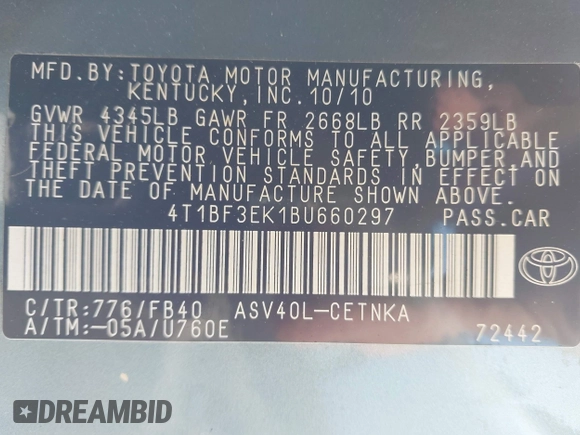 MFD.BY:TOYOTA MOTOR MANUFACTURING,
KENTUCKY,INC.10/10
GVWR 4345LB GAWR FR 2668LB RR 2359LB
THIS VEHICLE CONFORMS TO ALL APPLICABLE
FEDERAL MOTOR VEHICLE SAFETY,BUMPER,AND
THEFT PREVENTION STANDARDS IN EFFECT ON
THE DATE OF MANUFACTURE SHOWN ABOVE.
4T1BF3EK1BU660297 PASS.CAR
C/TR:776/FB40 ASV40L-CETNKA
A/TM:-05A/U760E 72442
DREAMBID